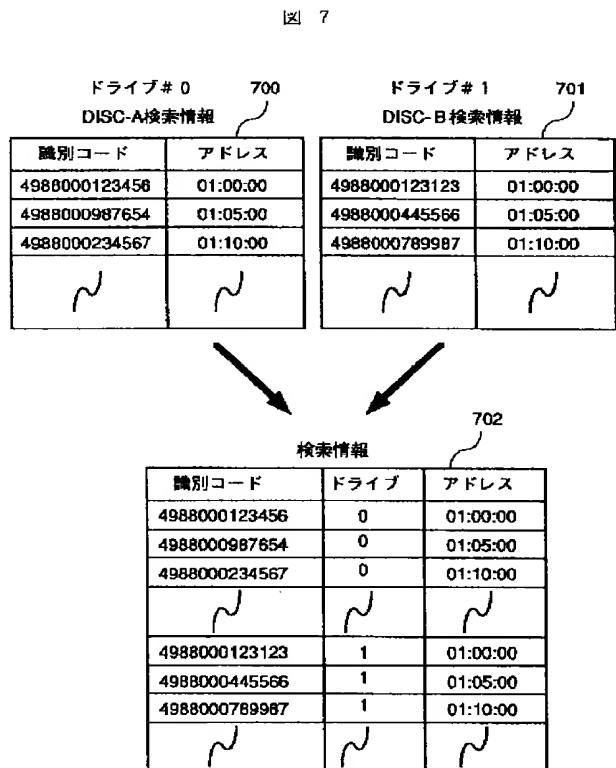 図 7
ドライブ# 0 700
DISC-A検索情報
識別コード アドレス
4988000123456 01:00:00
4988000987654 01:05:00
4988000234567 01:10:00
ドライブ# 1 701
DISC-B検索情報
識別コード アドレス
4988000123123 01:00:00
4988000445566 01:05:00
4988000789987 01:10:00
702
検索情報
識別コード ドライブ アドレス
4988000123456 0 01:00:00
4988000987654 0 01:05:00
4988000234567 0 01:10:00
4988000123123 1 01:00:00
4988000445566 1 01:05:00
4988000789987 1 01:10:00